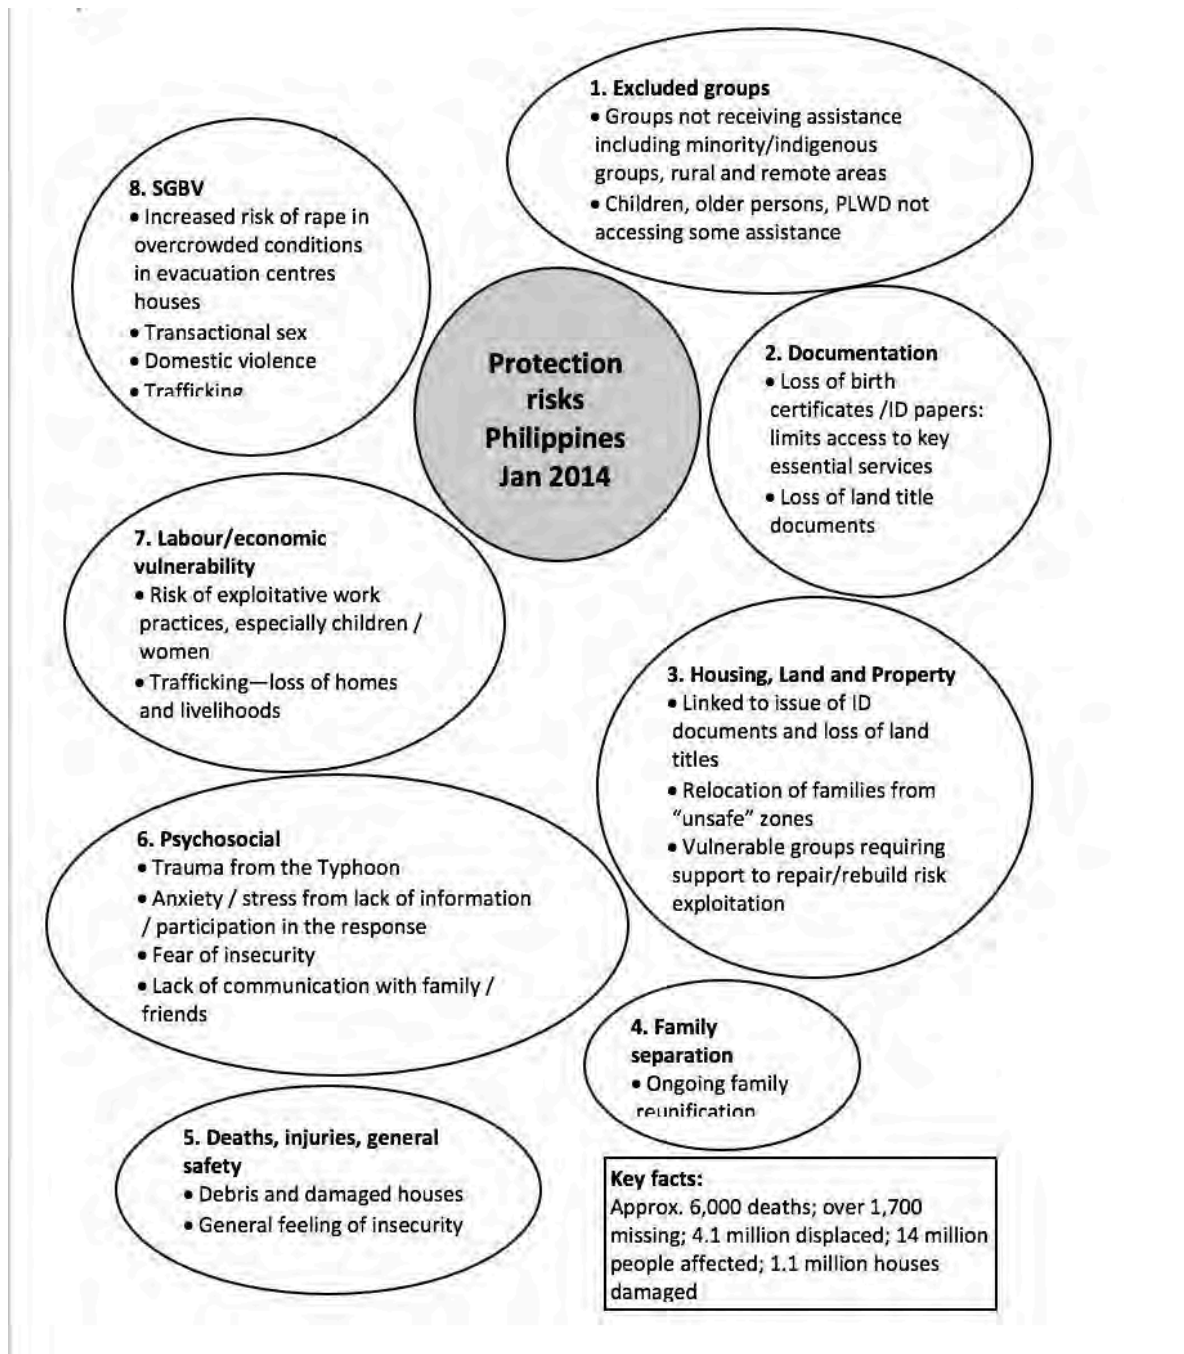 1. Excluded groups
• Groups not receiving assistance
including minority/indigenous
groups, rural and remote areas
• Children, older persons, PLWD not
accessing some assistance
8. SGBV
• Increased risk of rape in
overcrowded conditions
in evacuation centres
houses
• Transactional sex
• Domestic violence
• Trafficking
Protection
risks
Philippines
Jan 2014
2. Documentation
• Loss of birth
certificates /ID papers:
limits access to key
essential services
• Loss of land title
documents
7. Labour/economic
vulnerability
• Risk of exploitative work
practices, especially children /
women
• Trafficking—loss of homes
and livelihoods
3. Housing, Land and Property
• Linked to issue of ID
documents and loss of land
titles
• Relocation of families from
“unsafe” zones
• Vulnerable groups requiring
support to repair/rebuild risk
exploitation
6. Psychosocial
• Trauma from the Typhoon
• Anxiety / stress from lack of information
/ participation in the response
• Fear of insecurity
• Lack of communication with family /
friends
4. Family
separation
• Ongoing family
reunification
5. Deaths, injuries, general
safety
• Debris and damaged houses
• General feeling of insecurity
Key facts:
Approx. 6,000 deaths; over 1,700
missing; 4.1 million displaced; 14 million
people affected; 1.1 million houses
damaged